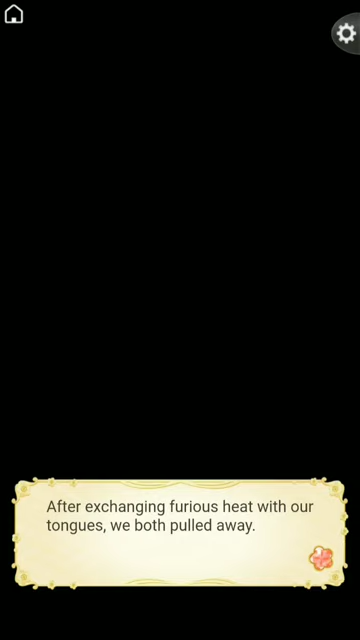 After exchanging furious heat with our
tongues, we both pulled away.